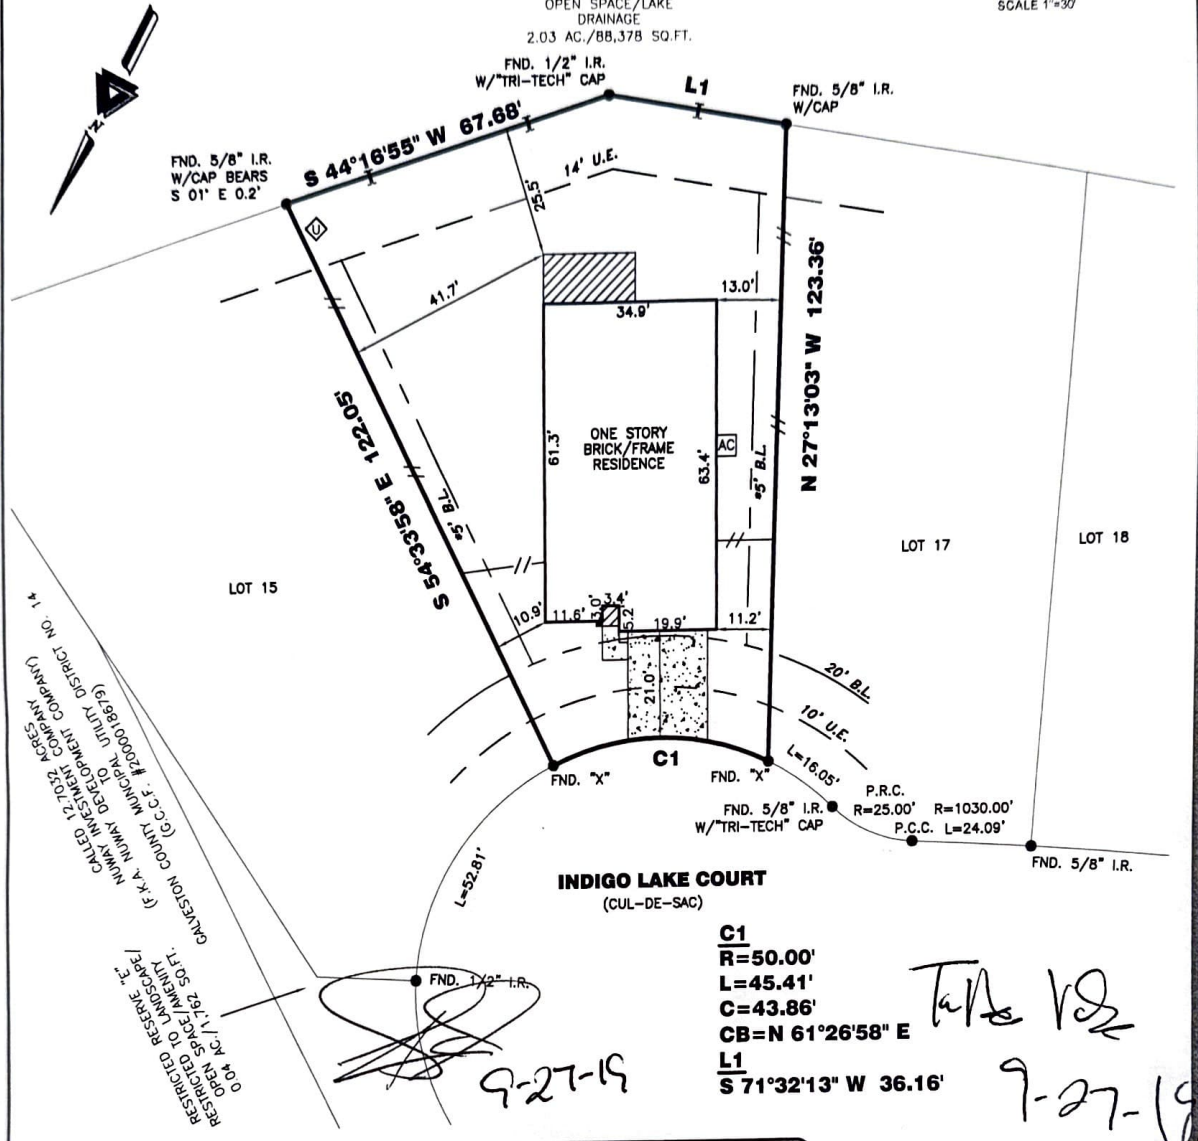 OPEN SPACE/LAKE
DRAINAGE
2.03 AC./88,378 SQ.FT.
SCALE 1"=30'
FND. 1/2" I.R.
W/"TRI-TECH" CAP
L1
FND. 5/8" I.R.
W/CAP
N
FND. 5/8" I.R.
W/CAP BEARS
S 01' E 0.2'
S 44°16'55" W 67.68'
14' U.E.
25.5'
U
41.7'
13.0'
34.9'
N 27°13'03" W 123.36'
S 54°33'58" E 122.05'
61.3'
ONE STORY
BRICK/FRAME
RESIDENCE
AC
63.4'
*5' B.L.
*5' B.L.
LOT 15
LOT 17
LOT 18
10.9'
11.6'
3.0'
3.4'
5.2'
19.9'
11.2'
21.0'
20' B.L.
10' U.E.
C1
FND. "X"
FND. "X"
L=16.05'
P.R.C.
FND. 5/8" I.R.
W/"TRI-TECH" CAP
R=25.00' R=1030.00'
P.C.C. L=24.09'
FND. 5/8" I.R.
L=52.81'
INDIGO LAKE COURT
(CUL-DE-SAC)
CALLED 12.7032 ACRES
NUWAY INVESTMENT COMPANY
(F.K.A. NUWAY DEVELOPMENT COMPANY)
TO
GALVESTON COUNTY MUNCIPAL UTILITY DISTRICT NO. 14
(G.C.C.F. #2000018679)
RESTRICTED RESERVE "E"
RESTRICTED TO LANDSCAPE/
OPEN SPACE/AMENITY
0.04 AC./1,762 SQ.FT.
FND. 1/2" I.R.
C1
R=50.00'
L=45.41'
C=43.86'
CB=N 61°26'58" E
L1
S 71°32'13" W 36.16'
9-27-19
9-27-19